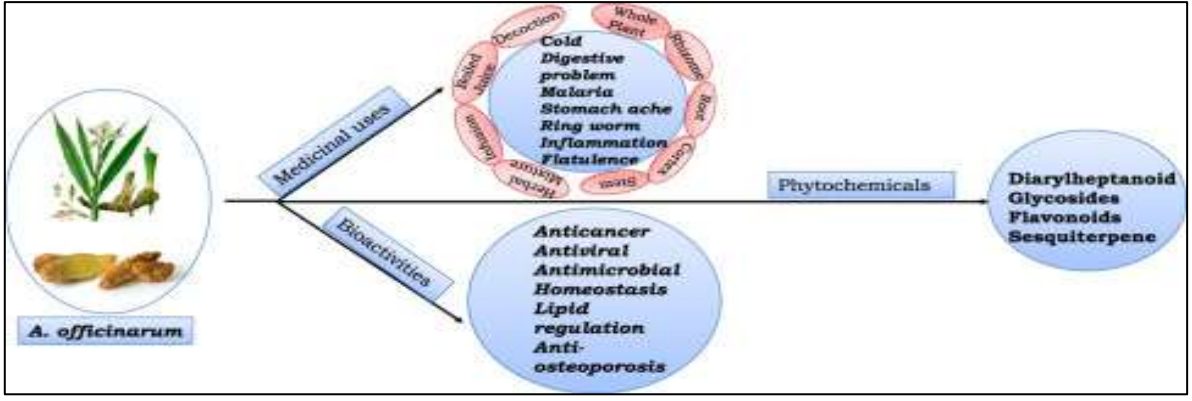 A. officinarum
Medicinal uses
Bioactivities
Decoction
Boiled
Juice
Infusion
Herbal
Mixture
Whole
Plant
Rhizome
Root
Cortex
Stem
Cold
Digestive
problem
Malaria
Stomach ache
Ring worm
Inflammation
Flatulence
Anticancer
Antiviral
Antimicrobial
Homeostasis
Lipid
regulation
Anti-
osteoporosis
Phytochemicals
Diarylheptanoid
Glycosides
Flavonoids
Sesquiterpene